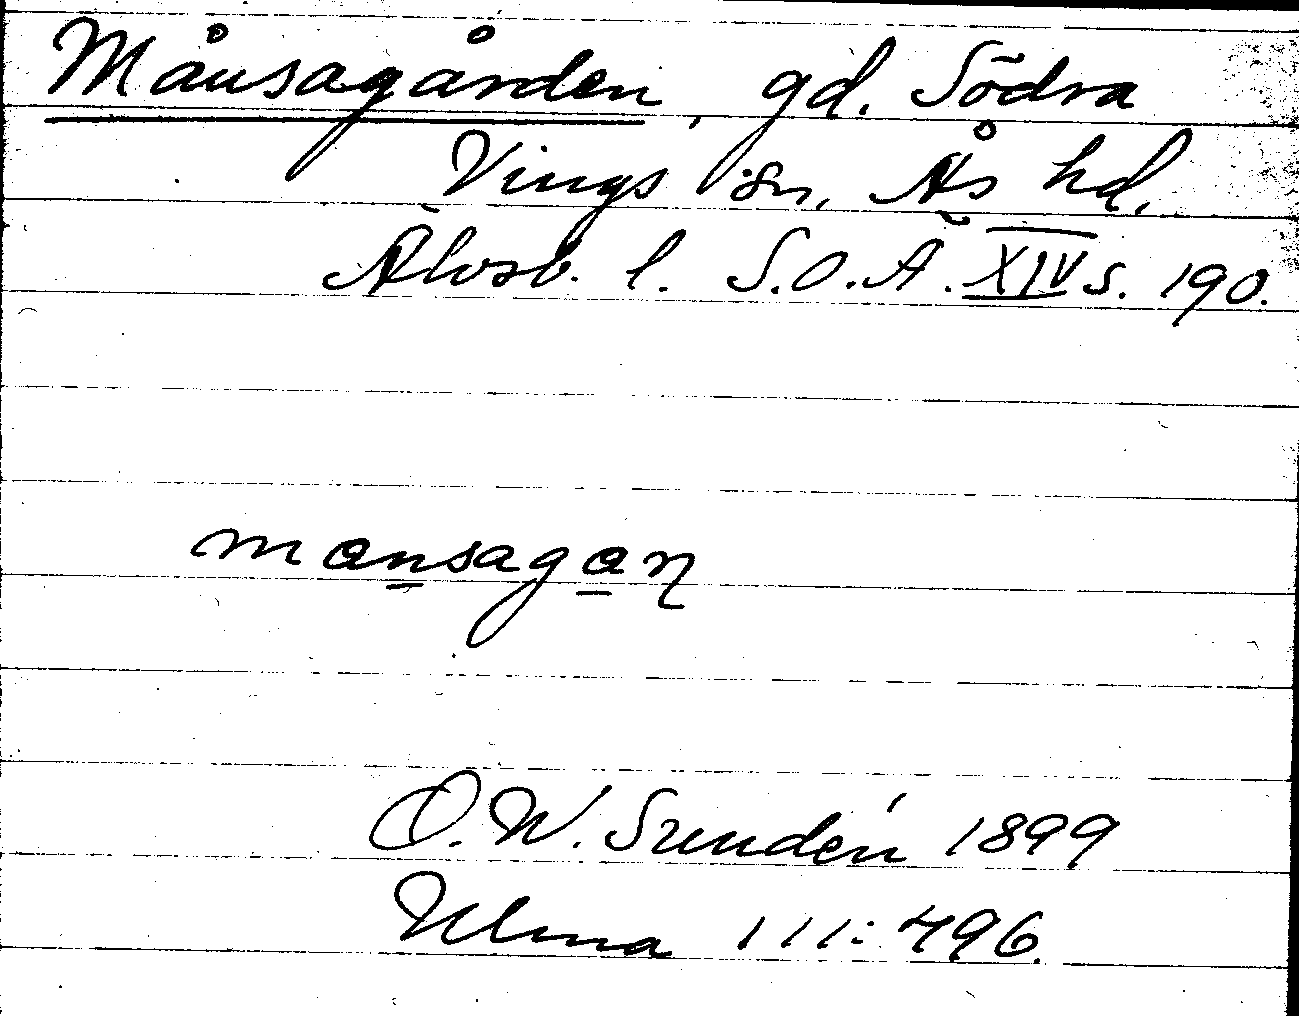 Månsagården, gd. Södra
Vings sn, Ås hd.
Älvsb. l. S.O.A. XIV s. 190.
mansagan
O. W. Sundén 1899
Ulma 111:496.